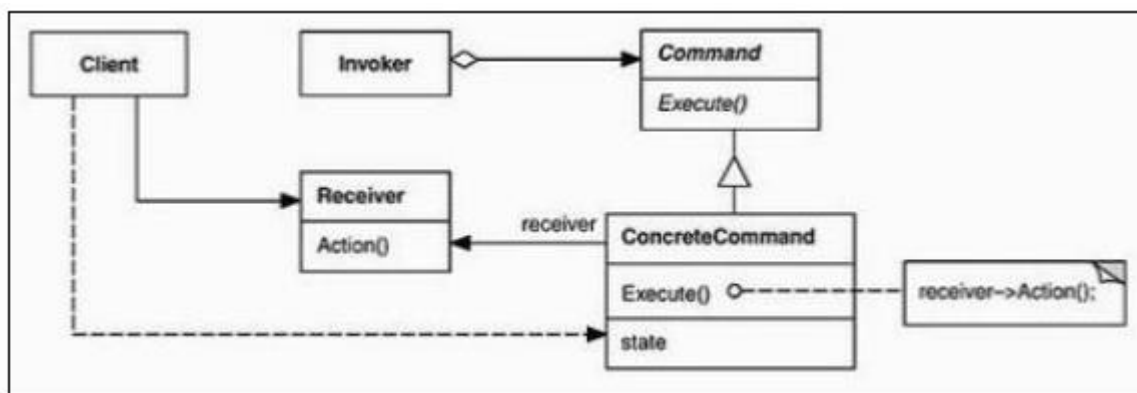 Client
Invoker
Command
Execute()
Receiver
Action()
receiver
ConcreteCommand
Execute()
state
receiver->Action();